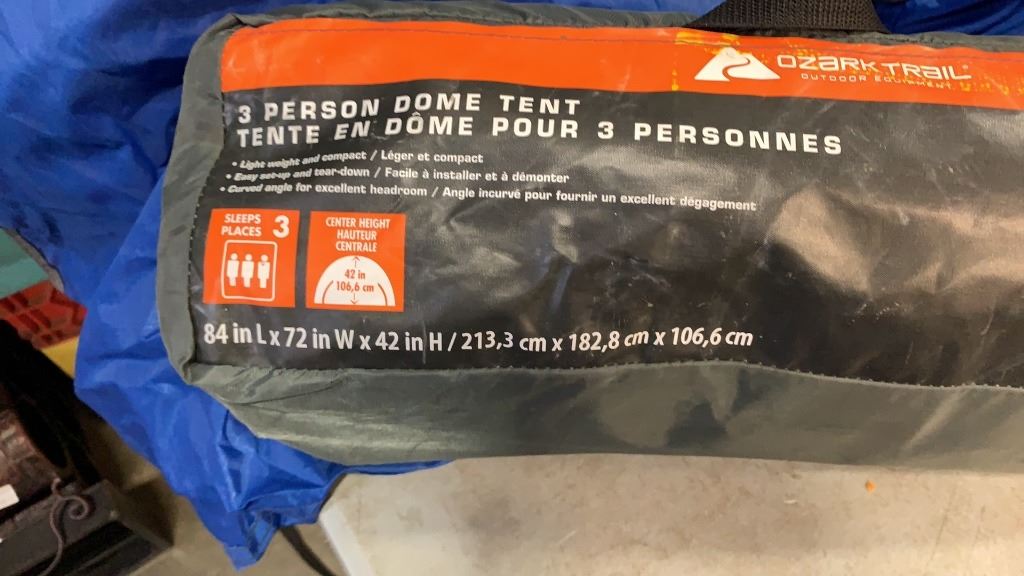 OZARK TRAIL
OUTDOOR EQUIPMENT
3 PERSON DOME TENT
TENTE EN DÔME POUR 3 PERSONNES
• Light weight and compact / Léger et compact
• Easy set-up and tear-down / Facile à installer et à démonter
• Curved angle for excellent headroom / Angle incurvé pour fournir un excellent dégagement
SLEEPS 3
PLACES
CENTER HEIGHT
HAUTEUR
CENTRALE
42 in
106,6 cm
84 in L x 72 in W x 42 in H / 213,3 cm x 182,8 cm x 106,6 cm